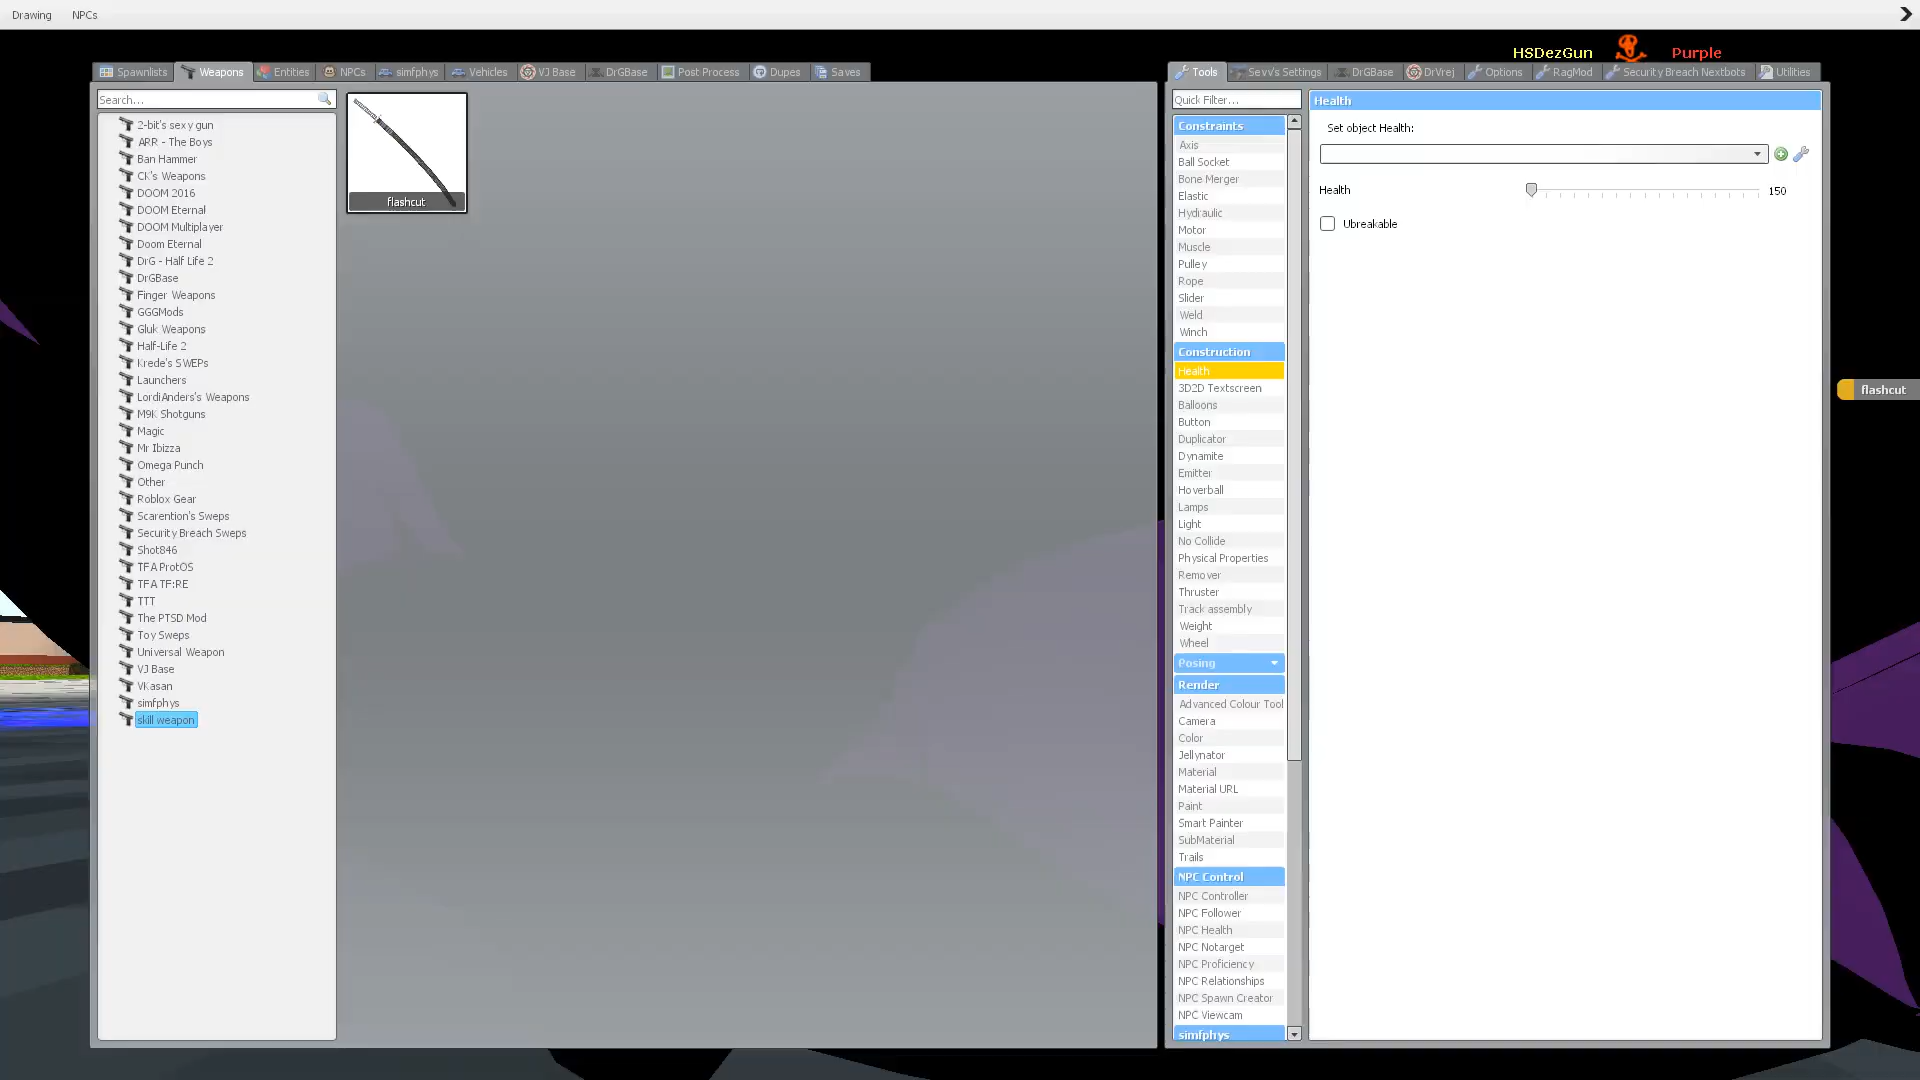 Drawing NPCs
HSDezGun Purple
Spawnlists Weapons Entities NPCs simfphys Vehicles VJ Base DrGBase Post Process Dupes Saves
Search...
2-bit's sexy gun
ARR - The Boys
Ban Hammer
CK's Weapons
DOOM 2016
DOOM Eternal
DOOM Multiplayer
Doom Eternal
DrG - Half Life 2
DrGBase
Finger Weapons
GGGMods
Gluk Weapons
Half-Life 2
Krede's SWEPs
Launchers
LordiAnders's Weapons
M9K Shotguns
Magic
Mr Ibizza
Omega Punch
Other
Roblox Gear
Scarention's Sweps
Security Breach Sweps
Shot846
TFA ProtOS
TFA TF:RE
TTT
The PTSD Mod
Toy Sweps
Universal Weapon
VJ Base
VKasan
simfphys
skill weapon
flashcut
Tools Sevv's Settings DrGBase DrVrej Options RagMod Security Breach Nextbots Utilities
Quick Filter...
Constraints
Axis
Ball Socket
Bone Merger
Elastic
Hydraulic
Motor
Muscle
Pulley
Rope
Slider
Weld
Winch
Construction
Health
3D2D Textscreen
Balloons
Button
Duplicator
Dynamite
Emitter
Hoverball
Lamps
Light
No Collide
Physical Properties
Remover
Thruster
Track assembly
Weight
Wheel
Posing
Render
Advanced Colour Tool
Camera
Color
Jellynator
Material
Material URL
Paint
Smart Painter
SubMaterial
Trails
NPC Control
NPC Controller
NPC Follower
NPC Health
NPC Notarget
NPC Proficiency
NPC Relationships
NPC Spawn Creator
NPC Viewcam
simfphys
Health
Set object Health:
Health 150
Ubreakable
flashcut